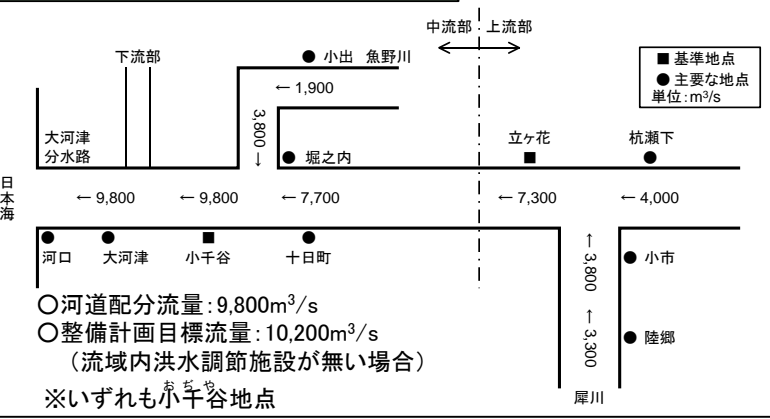 中流部 上流部
下流部
小出 魚野川
■ 基準地点
● 主要な地点
単位:m³/s
← 1,900
3,800 →
大河津
分水路
堀之内
立ヶ花
杭瀬下
日本海
← 9,800
← 9,800
← 7,700
← 7,300
← 4,000
河口
大河津
小千谷
十日町
← 3,800
小市
← 3,300
陸郷
犀川
○河道配分流量:9,800m³/s
○整備計画目標流量:10,200m³/s
(流域内洪水調節施設が無い場合)
おぢや
※いずれも小千谷地点